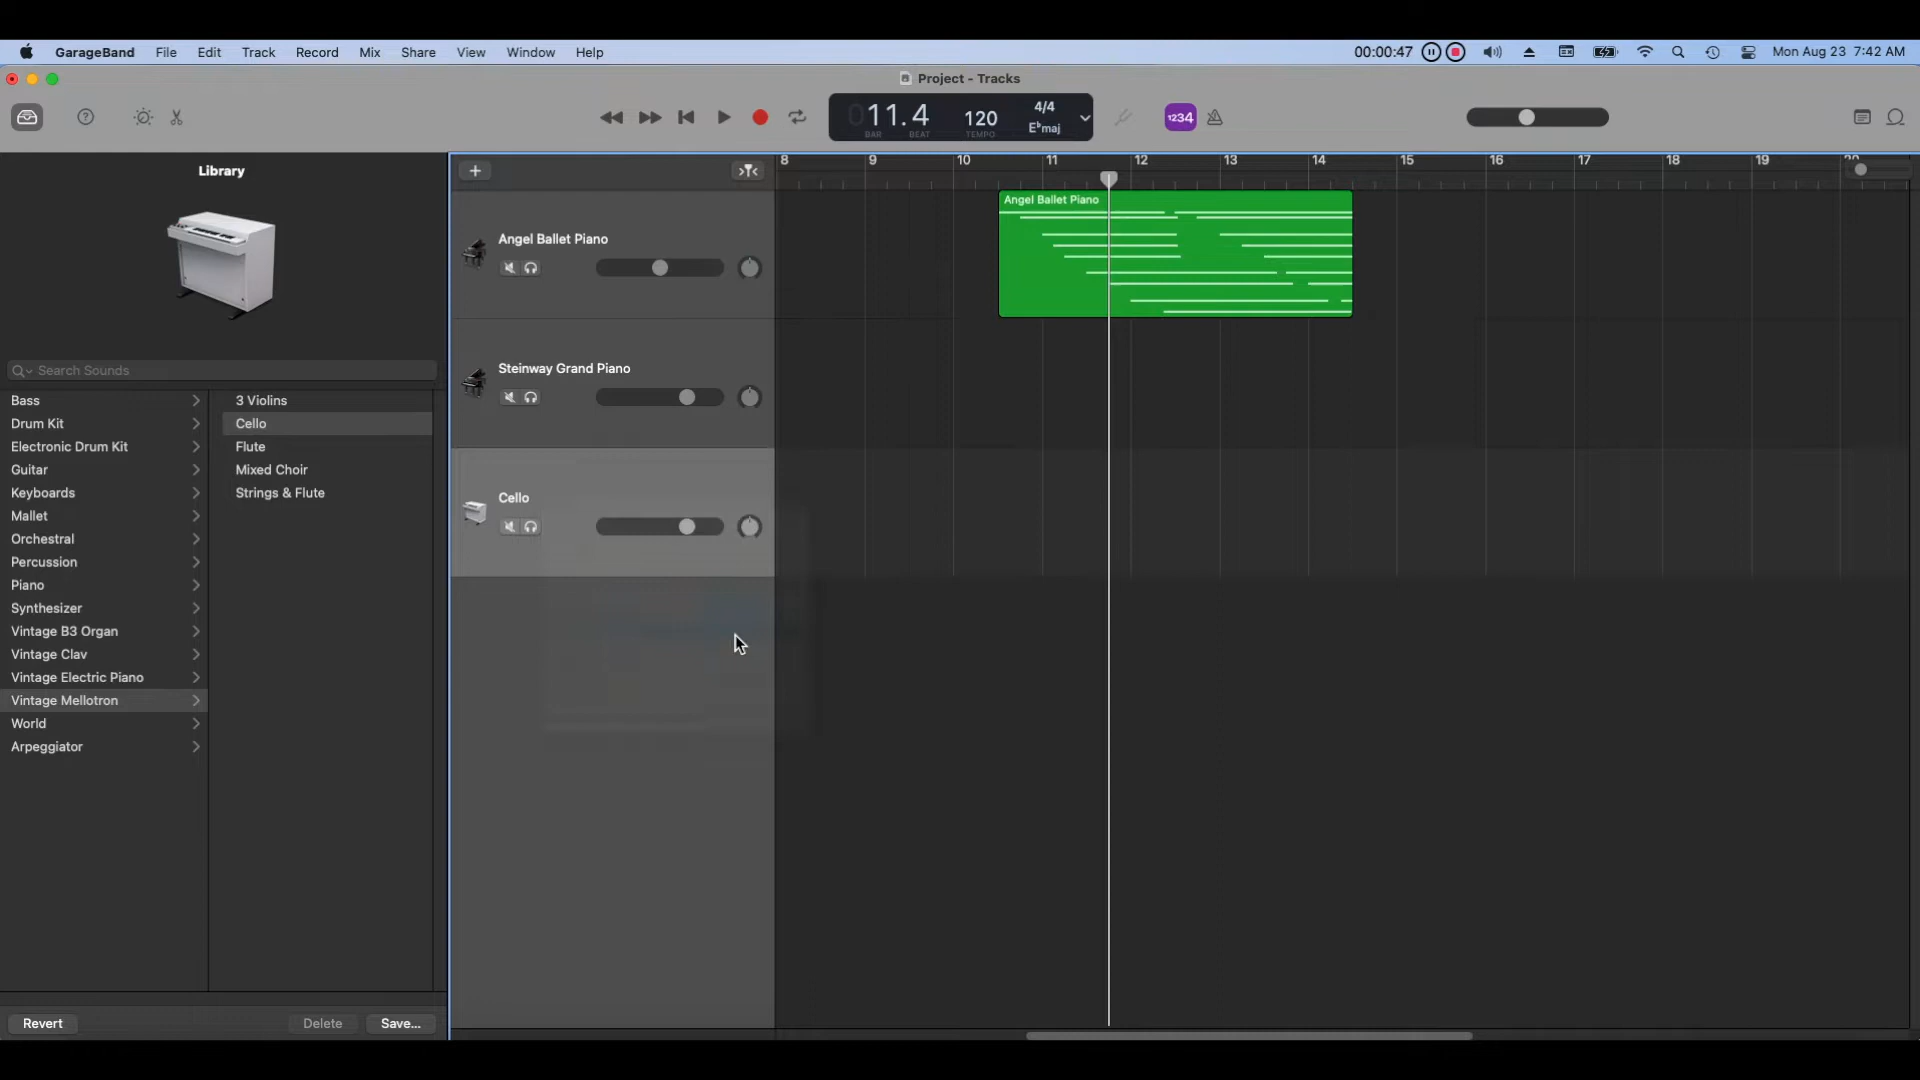 GarageBand File Edit Track Record Mix Share View Window Help 00:00:47 Mon Aug 23 7:42 AM
Project - Tracks
011.4 120 4/4
E♭maj
BAR BEAT TEMPO
1234
Library
8 9 10 11 12 13 14 15 16 17 18 19 20
Angel Ballet Piano
Angel Ballet Piano
Search Sounds
Steinway Grand Piano
Bass
Drum Kit
Electronic Drum Kit
Guitar
Keyboards
Mallet
Orchestral
Percussion
Piano
Synthesizer
Vintage B3 Organ
Vintage Clav
Vintage Electric Piano
Vintage Mellotron
World
Arpeggiator
3 Violins
Cello
Flute
Mixed Choir
Strings & Flute
Cello
Revert
Delete
Save...